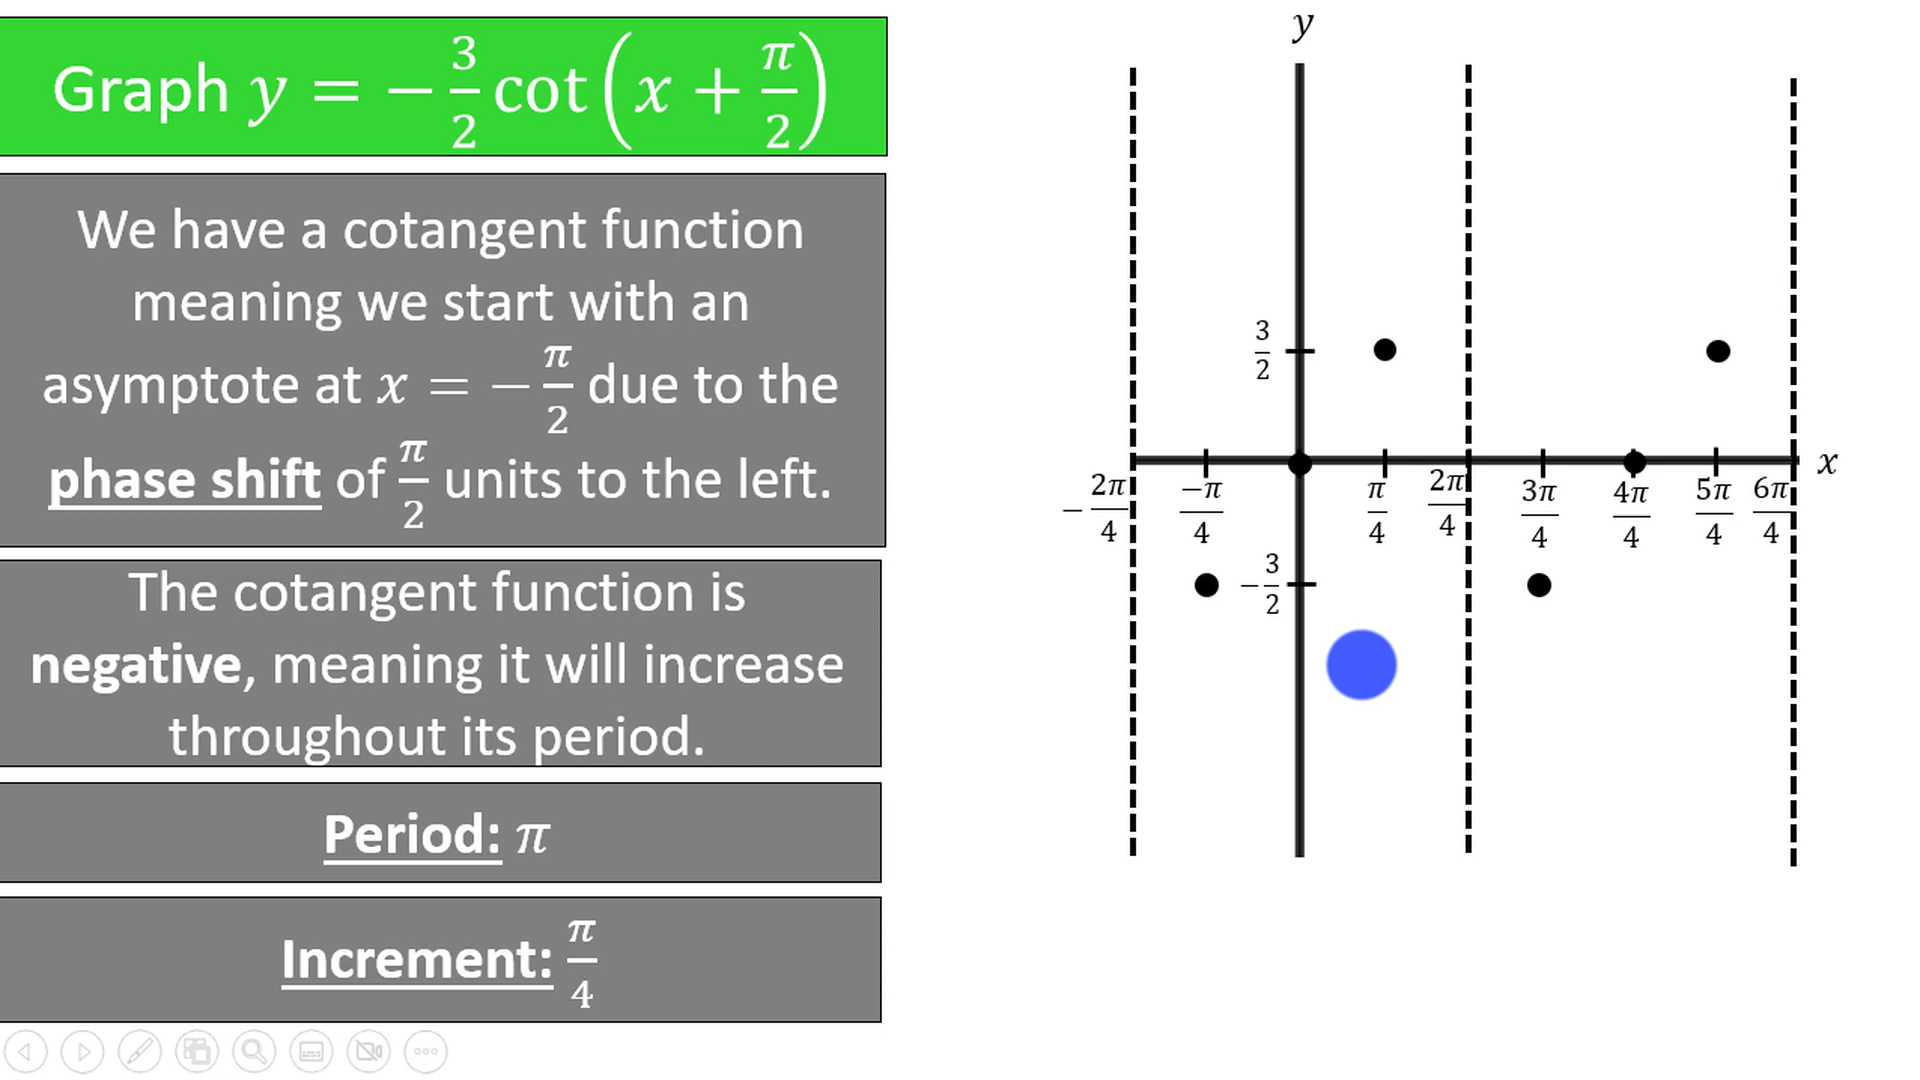 Graph y = −3/2 cot(x + π/2)
We have a cotangent function
meaning we start with an
asymptote at x = −π/2 due to the
phase shift of π/2 units to the left.
The cotangent function is
negative, meaning it will increase
throughout its period.
Period: π
Increment: π/4
y
3/2
x
−2π/4 −π/4 π/4 2π/4 3π/4 4π/4 5π/4 6π/4
−3/2